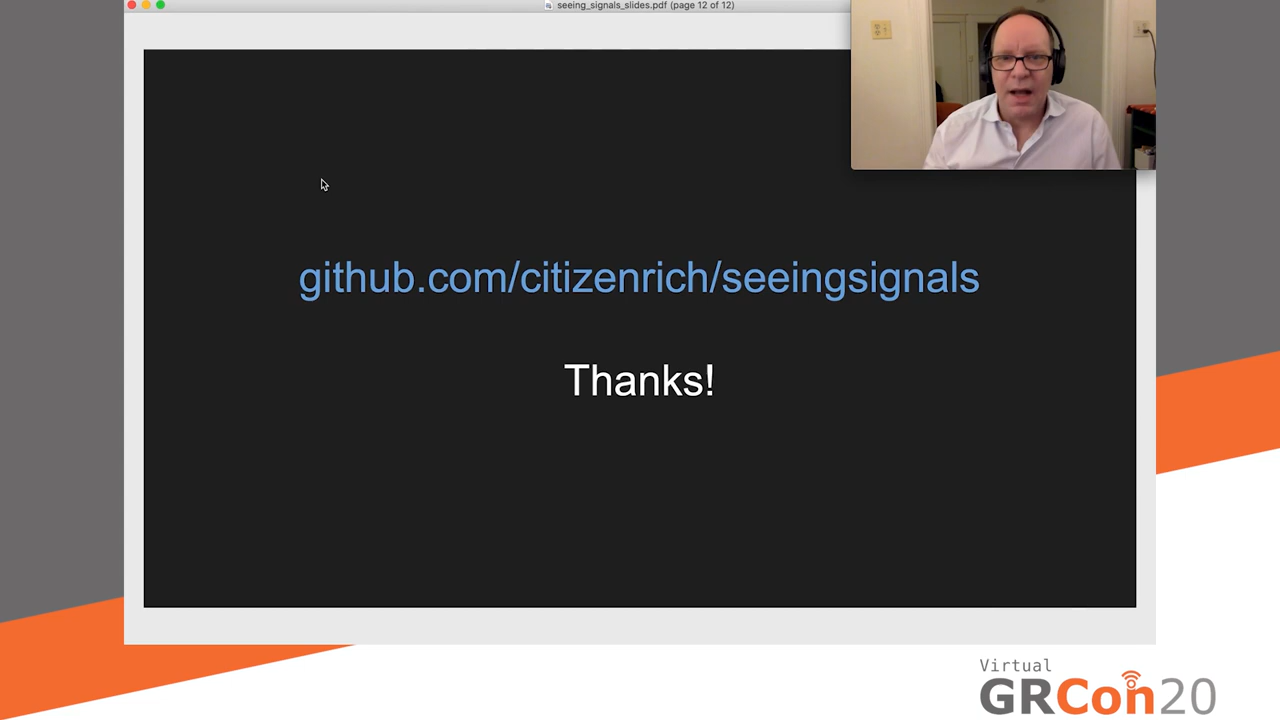 seeing_signals_slides.pdf (page 12 of 12)
github.com/citizenrich/seeingsignals
Thanks!
Virtual
GRCon20